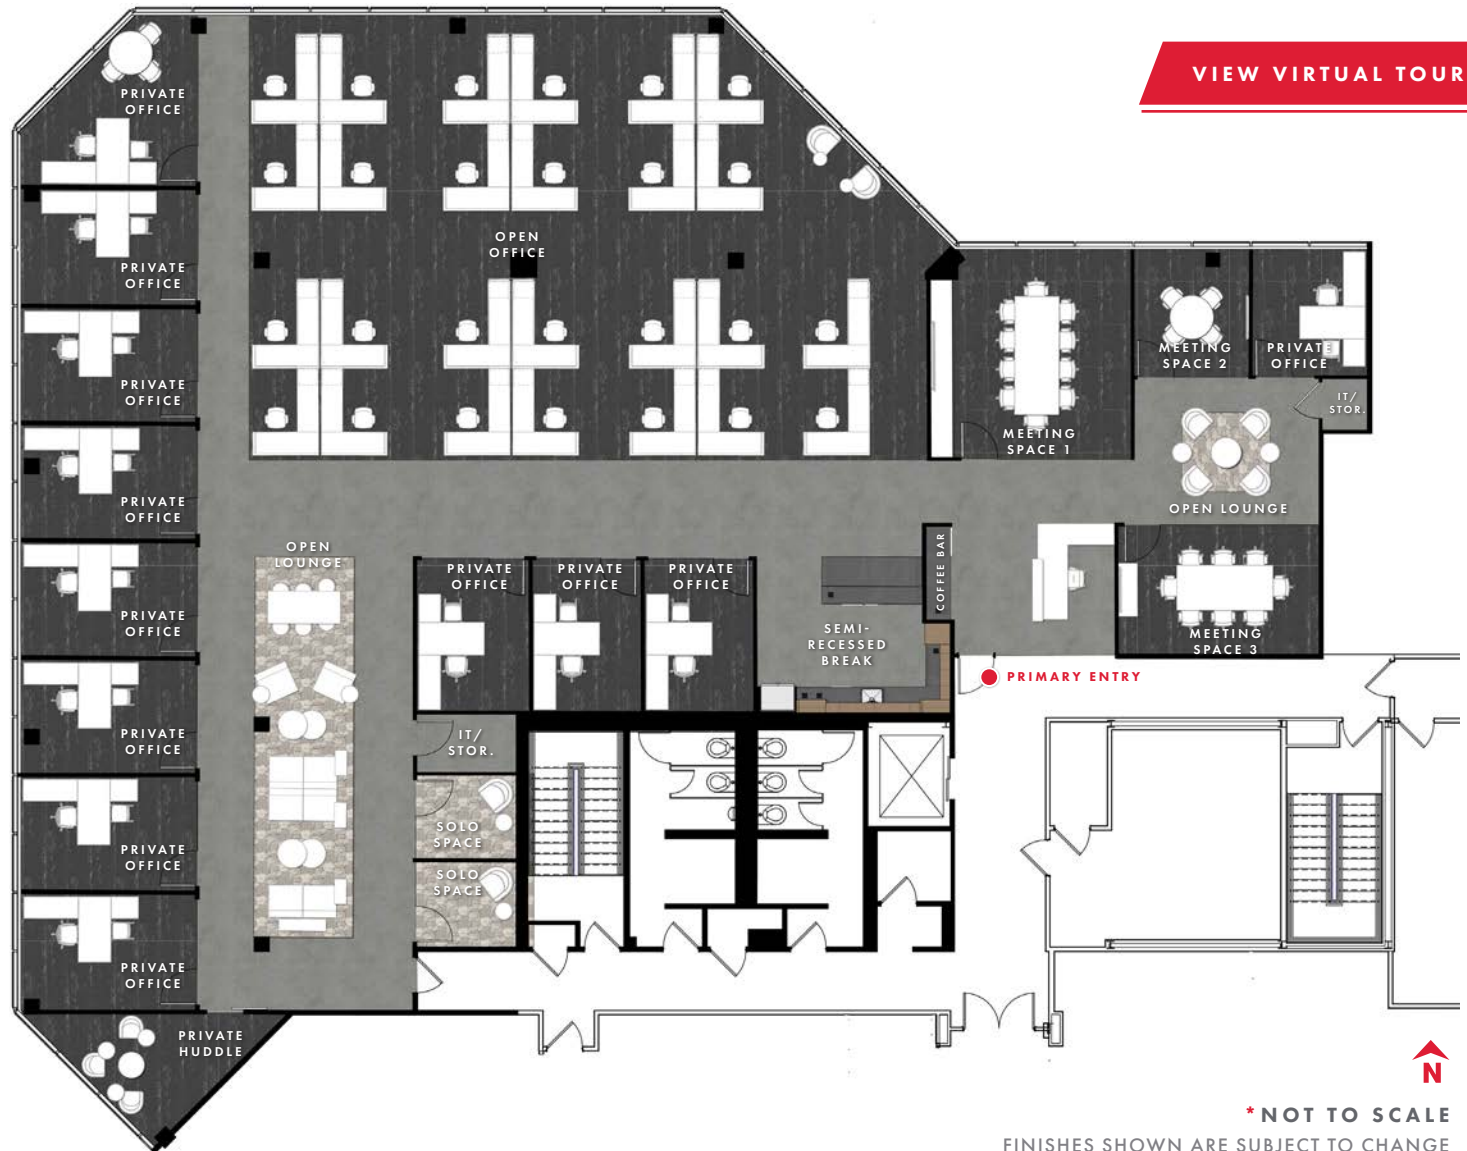 VIEW VIRTUAL TOUR
PRIVATE
OFFICE
OPEN
OFFICE
PRIVATE
OFFICE
MEETING
SPACE 2
PRIVATE
OFFICE
PRIVATE
OFFICE
IT/
STOR.
MEETING
SPACE 1
PRIVATE
OFFICE
OPEN LOUNGE
OPEN
LOUNGE
PRIVATE
OFFICE
PRIVATE
OFFICE
PRIVATE
OFFICE
COFFEE BAR
PRIVATE
OFFICE
SEMI-
RECESSED
BREAK
MEETING
SPACE 3
PRIMARY ENTRY
PRIVATE
OFFICE
IT/
STOR.
SOLO
SPACE
PRIVATE
OFFICE
SOLO
SPACE
PRIVATE
OFFICE
PRIVATE
HUDDLE
N
*NOT TO SCALE
FINISHES SHOWN ARE SUBJECT TO CHANGE